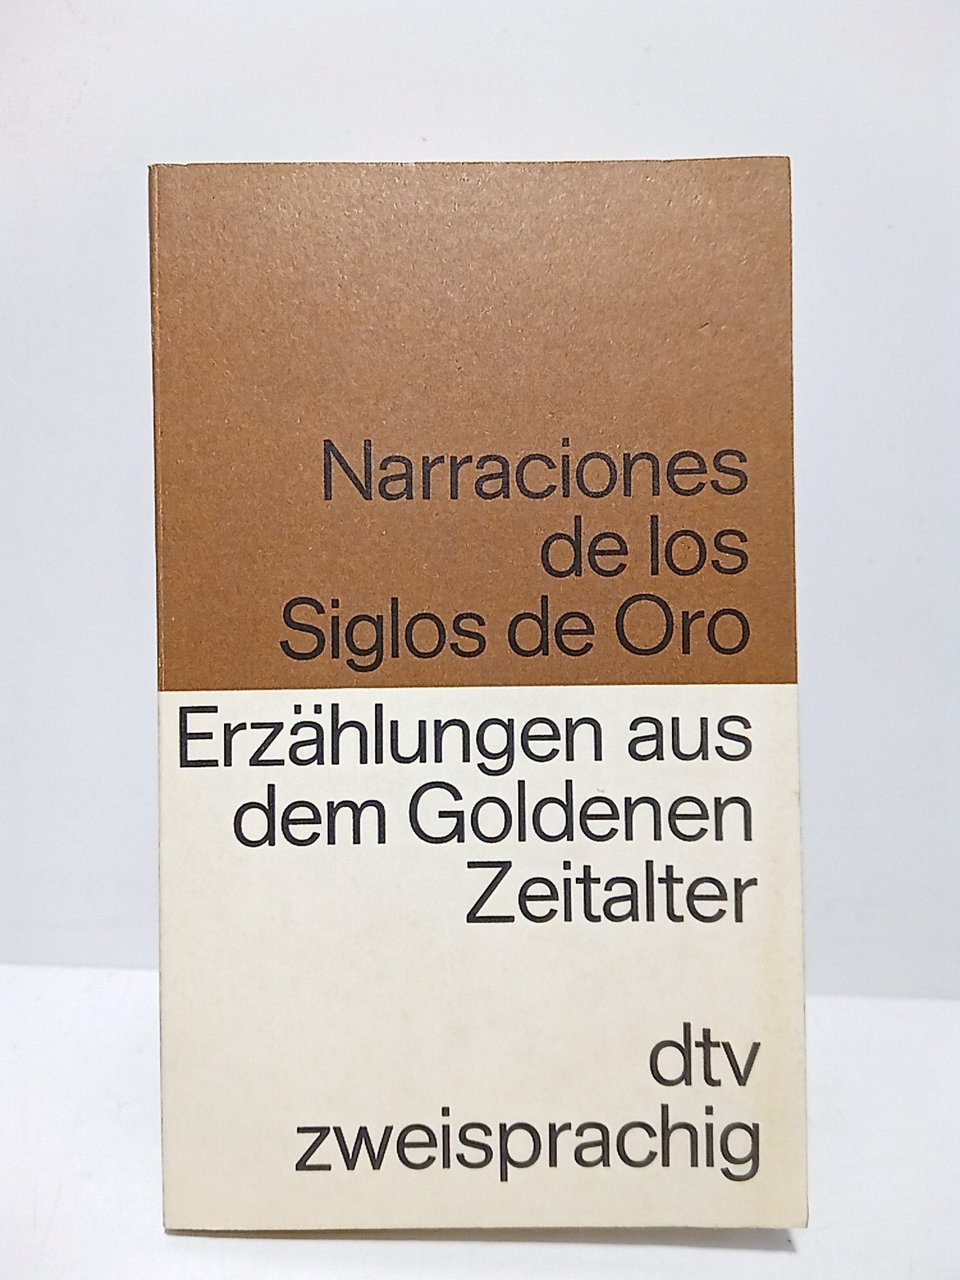 Narraciones
de los
Siglos de Oro
Erzählungen aus
dem Goldenen
Zeitalter
dtv
zweisprachig